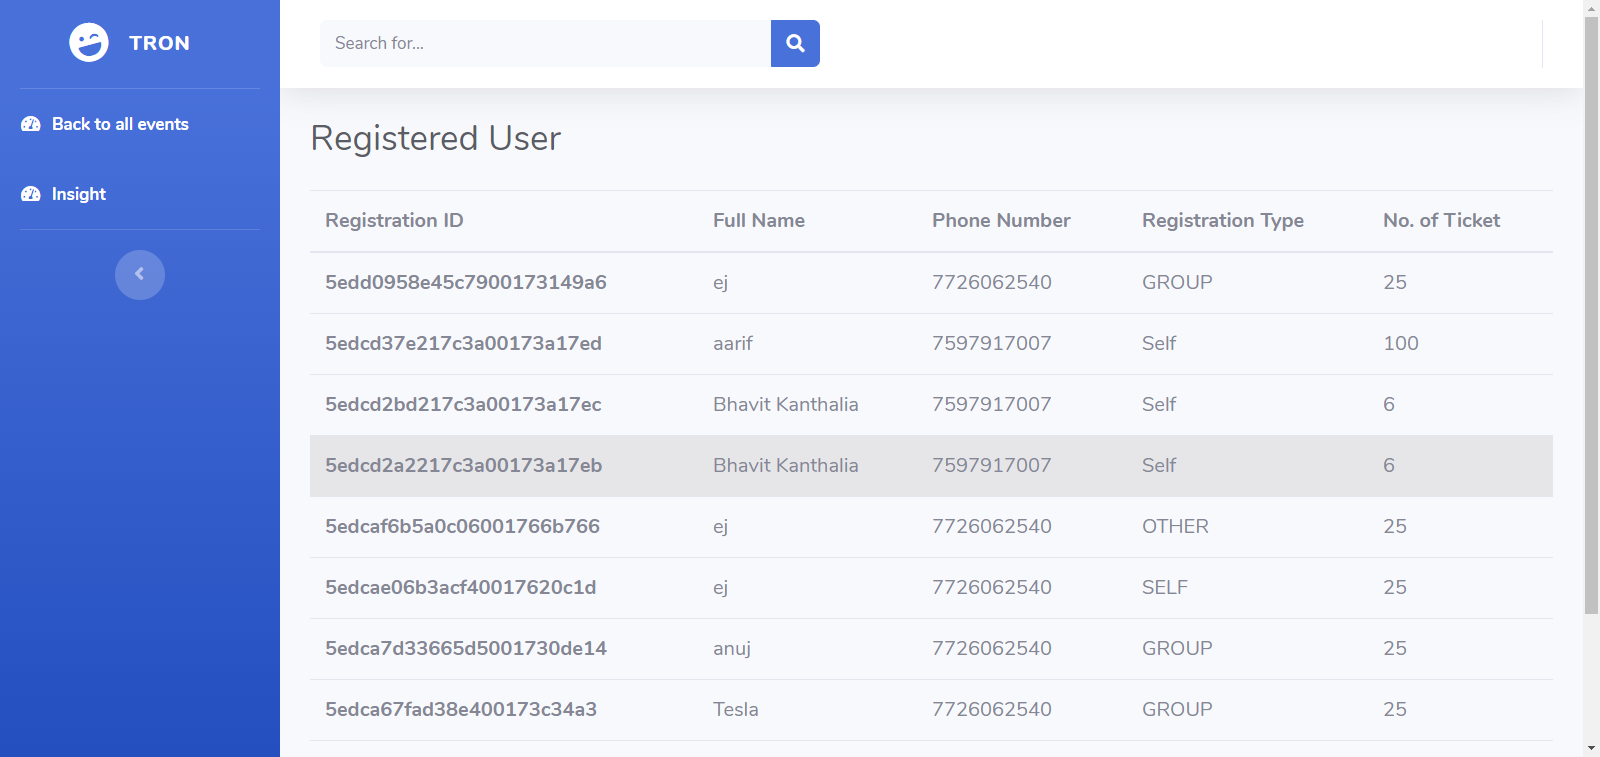 TRON
Search for...
Back to all events
Insight
Registered User
Registration ID Full Name Phone Number Registration Type No. of Ticket
5edd0958e45c7900173149a6 ej 7726062540 GROUP 25
5edcd37e217c3a00173a17ed aarif 7597917007 Self 100
5edcd2bd217c3a00173a17ec Bhavit Kanthalia 7597917007 Self 6
5edcd2a2217c3a00173a17eb Bhavit Kanthalia 7597917007 Self 6
5edcaf6b5a0c06001766b766 ej 7726062540 OTHER 25
5edcae06b3acf40017620c1d ej 7726062540 SELF 25
5edca7d33665d5001730de14 anuj 7726062540 GROUP 25
5edca67fad38e400173c34a3 Tesla 7726062540 GROUP 25